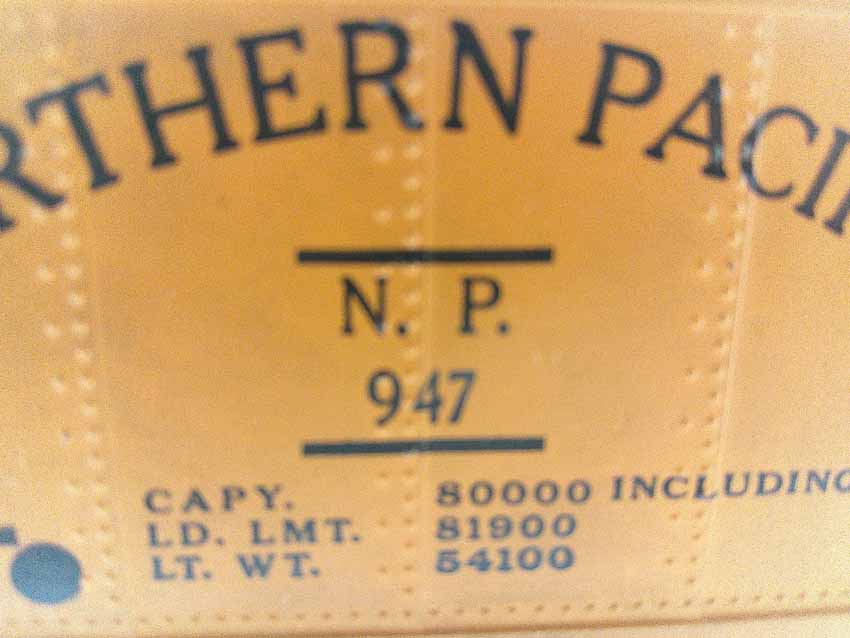 RTHERN PACI
N. P.
947
CAPY. 80000 INCLUDING
LD. LMT. 81900
LT. WT. 54100